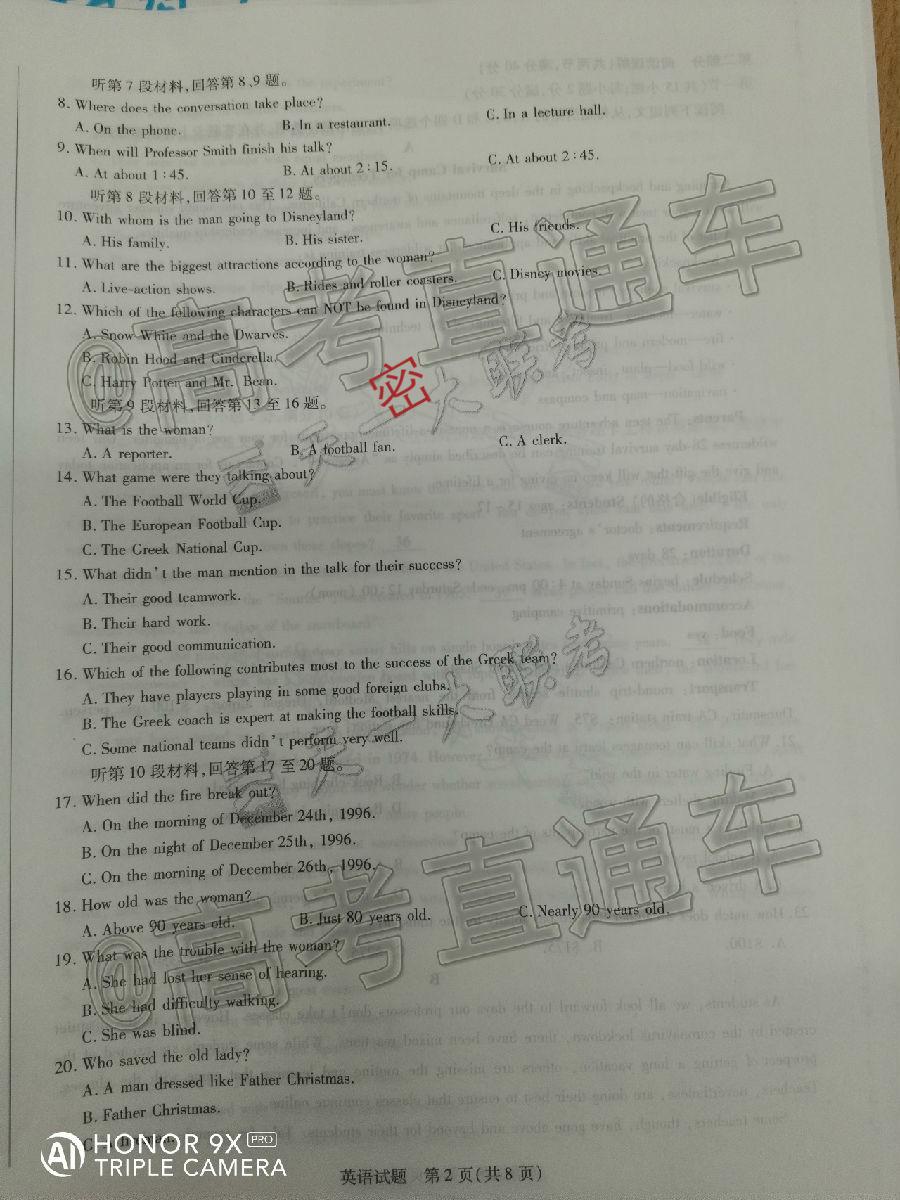 听第7段材料,回答第8、9题。
8. Where does the conversation take place?
A. On the phone. B. In a restaurant. C. In a lecture hall.
9. When will Professor Smith finish his talk?
A. At about 1:45. B. At about 2:15. C. At about 2:45.
听第8段材料,回答第10至12题。
10. With whom is the man going to Disneyland?
A. His family. B. His sister. C. His friends.
11. What are the biggest attractions according to the woman?
A. Live-action shows. B. Rides and roller coasters. C. Disney movies.
12. Which of the following characters can NOT be found in Disneyland?
A. Snow White and the Dwarves.
B. Robin Hood and Cinderella.
C. Harry Potter and Mr. Bean.
听第9段材料,回答第13至16题。
13. What is the woman?
A. A reporter. B. A football fan. C. A clerk.
14. What game were they talking about?
A. The Football World Cup.
B. The European Football Cup.
C. The Greek National Cup.
15. What didn't the man mention in the talk for their success?
A. Their good teamwork.
B. Their hard work.
C. Their good communication.
16. Which of the following contributes most to the success of the Greek team?
A. They have players playing in some good foreign clubs.
B. The Greek coach is expert at making the football skills.
C. Some national teams didn't perform very well.
听第10段材料,回答第17至20题。
17. When did the fire break out?
A. On the morning of December 24th, 1996.
B. On the night of December 25th, 1996.
C. On the morning of December 26th, 1996.
18. How old was the woman?
A. Above 90 years old. B. Just 80 years old. C. Nearly 90 years old.
19. What was the trouble with the woman?
A. She had lost her sense of hearing.
B. She had difficulty walking.
C. She was blind.
20. Who saved the old lady?
A. A man dressed like Father Christmas.
B. Father Christmas.
英语试题 第2页(共8页)
@高考直通车
天一大联考
密
天一大联考
@高考直通车
AI HONOR 9X PRO
TRIPLE CAMERA